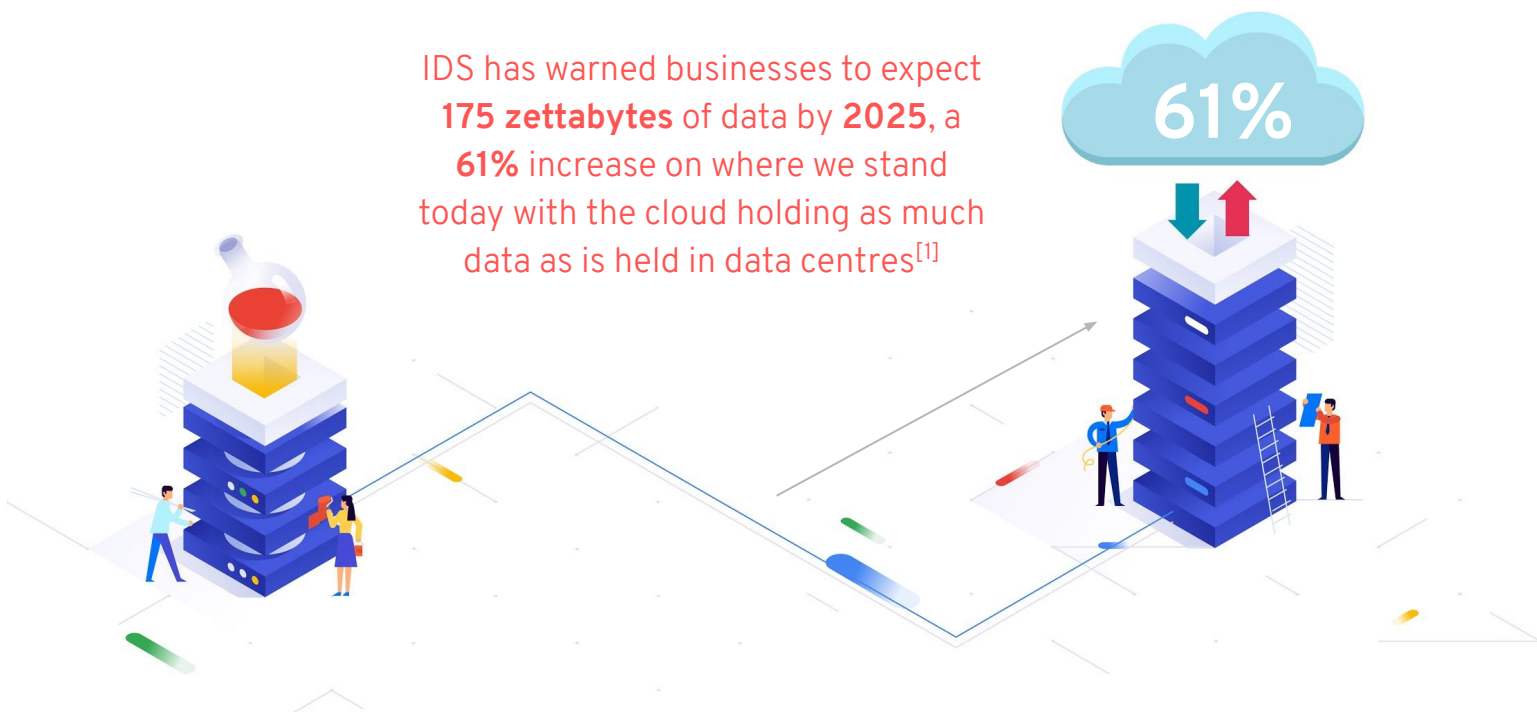 IDS has warned businesses to expect
175 zettabytes of data by 2025, a
61% increase on where we stand
today with the cloud holding as much
data as is held in data centres[1]
61%